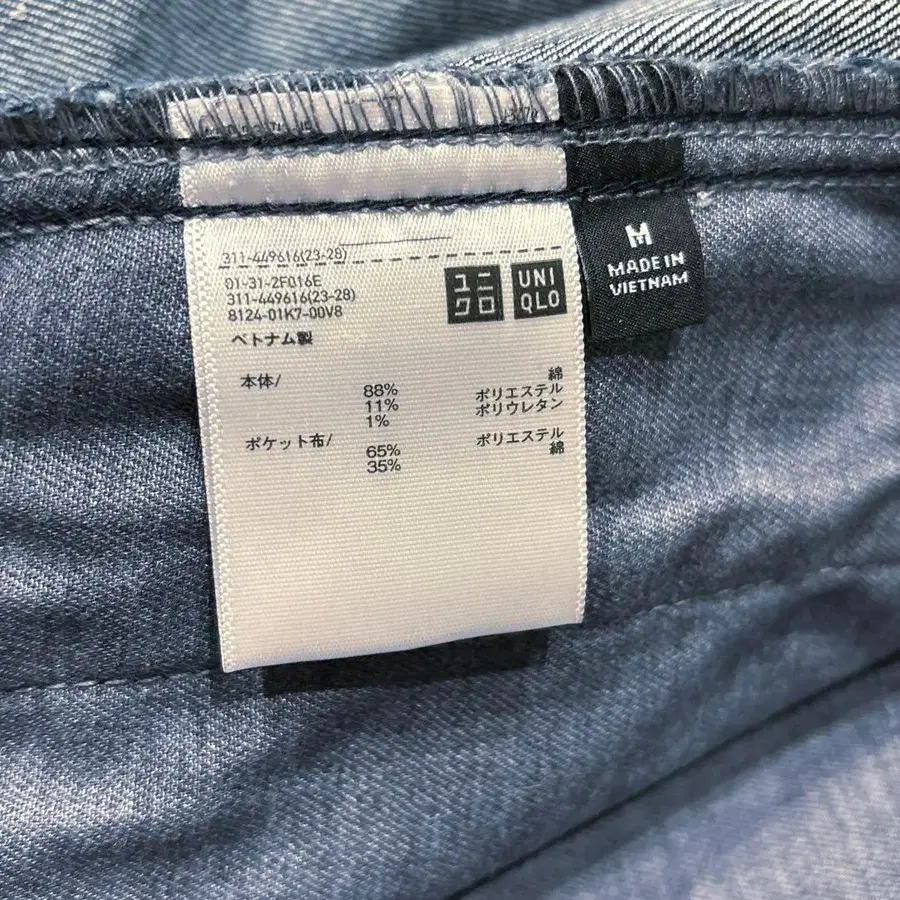 311-449616(23-28)
01-31-2F016E
311-449616(23-28)
8124-01K7-00V8
ベトナム製
ユニ
クロ
UNI
QLO
M
MADE IN
VIETNAM
本体/ 綿
88% ポリエステル
11% ポリウレタン
1%
ポケット布/ ポリエステル
65% 綿
35%